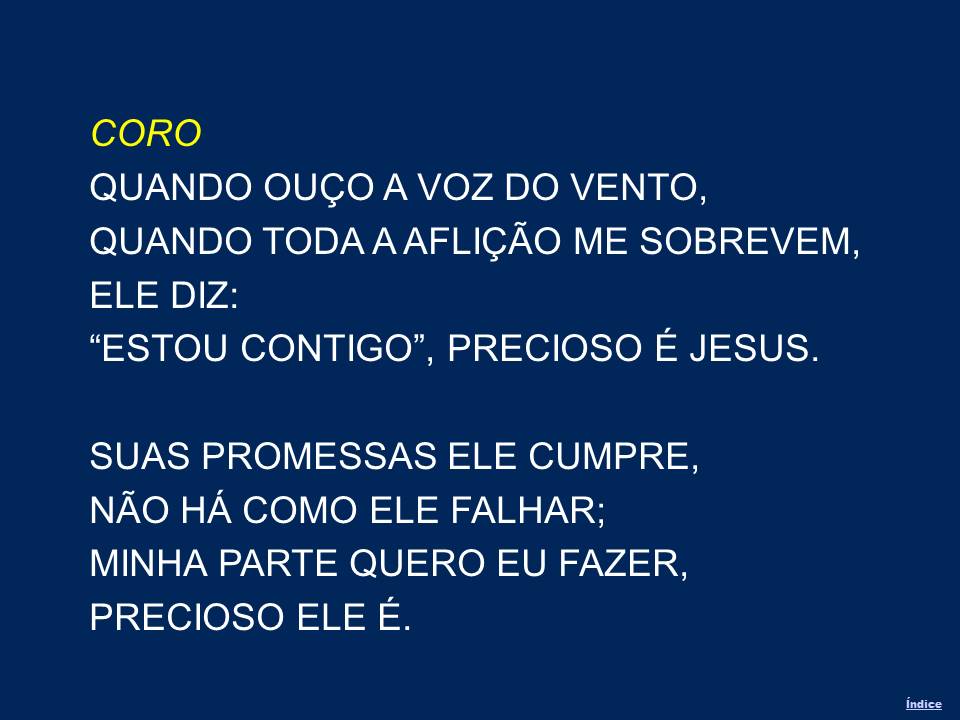 CORO
QUANDO OUÇO A VOZ DO VENTO,
QUANDO TODA A AFLIÇÃO ME SOBREVEM,
ELE DIZ:
“ESTOU CONTIGO”, PRECIOSO É JESUS.
SUAS PROMESSAS ELE CUMPRE,
NÃO HÁ COMO ELE FALHAR;
MINHA PARTE QUERO EU FAZER,
PRECIOSO ELE É.
Índice